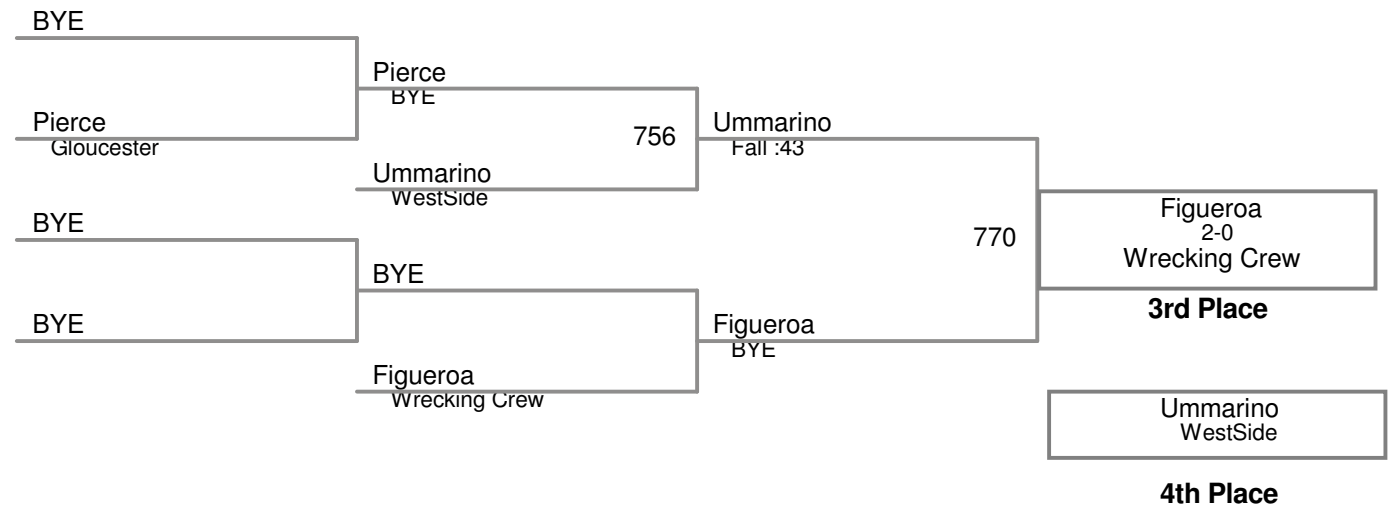 BYE
Pierce
BYE
Pierce
Gloucester
756
Ummarino
Fall :43
Ummarino
WestSide
Figueroa
2-0
Wrecking Crew
BYE
770
BYE
3rd Place
BYE
Figueroa
BYE
Figueroa
Wrecking Crew
Ummarino
WestSide
4th Place